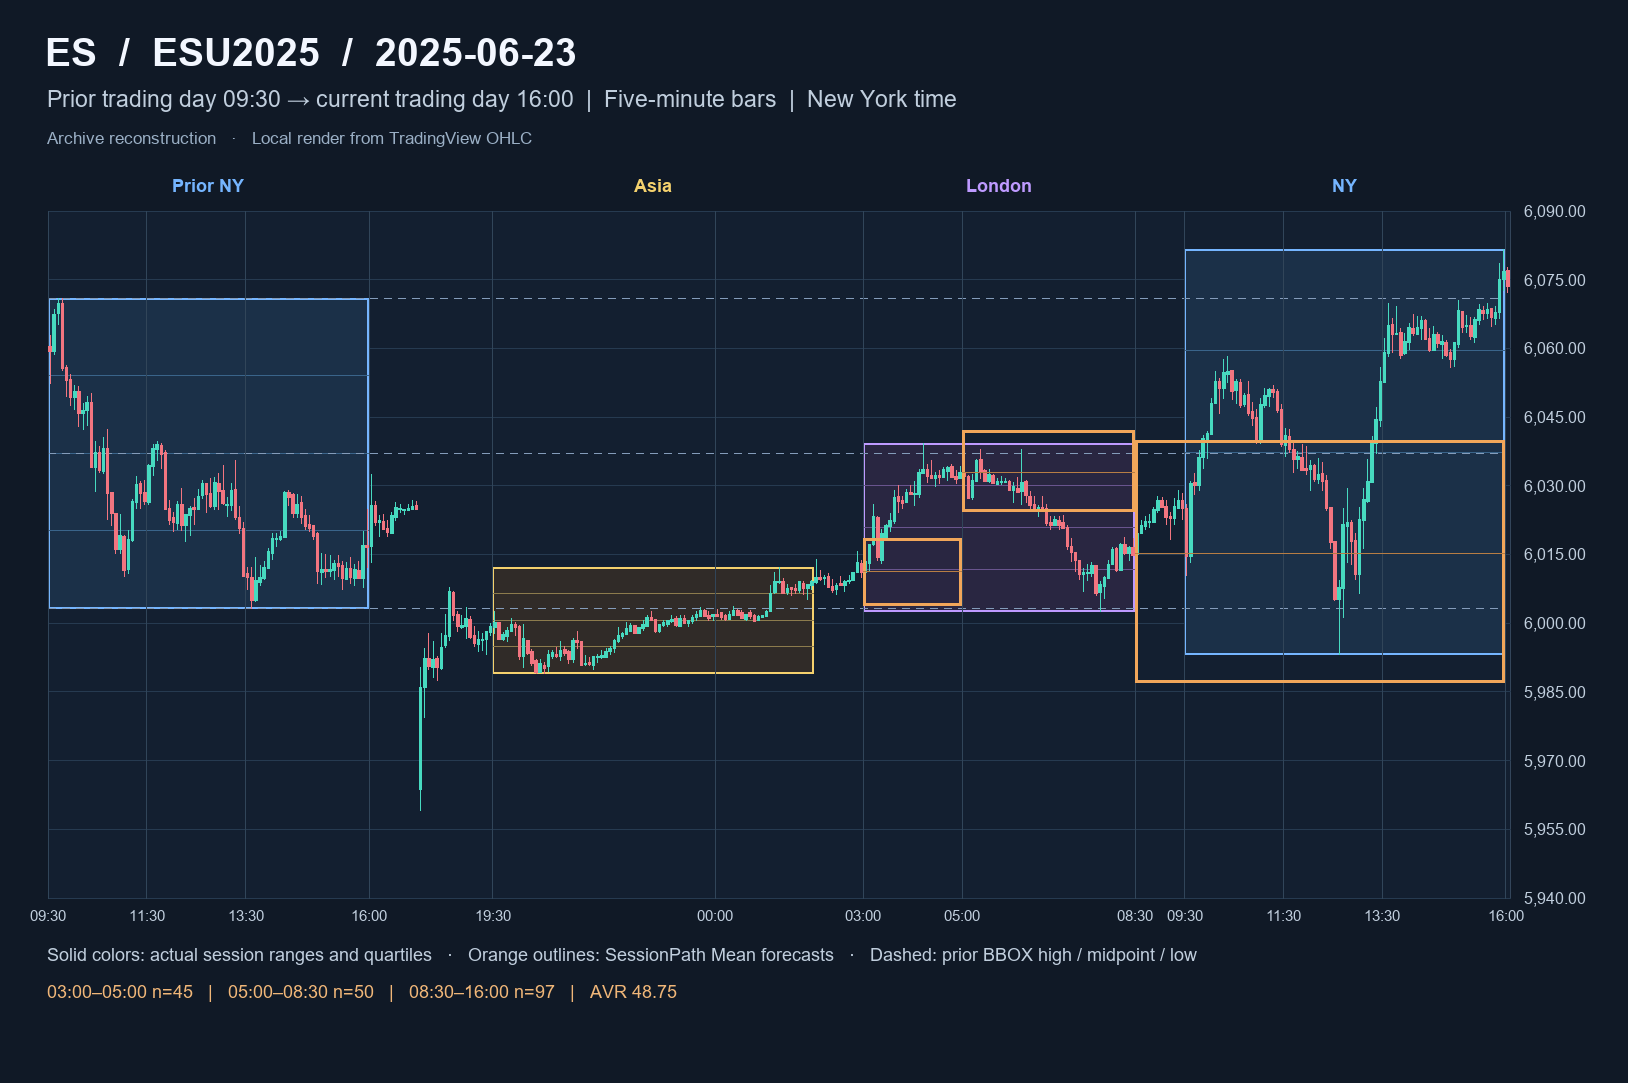 ES / ESU2025 / 2025-06-23
Prior trading day 09:30 → current trading day 16:00 | Five-minute bars | New York time
Archive reconstruction · Local render from TradingView OHLC
Prior NY Asia London NY
6,090.00
6,075.00
6,060.00
6,045.00
6,030.00
6,015.00
6,000.00
5,985.00
5,970.00
5,955.00
5,940.00
09:30 11:30 13:30 16:00 19:30 00:00 03:00 05:00 08:30 09:30 11:30 13:30 16:00
Solid colors: actual session ranges and quartiles · Orange outlines: SessionPath Mean forecasts · Dashed: prior BBOX high / midpoint / low
03:00–05:00 n=45 | 05:00–08:30 n=50 | 08:30–16:00 n=97 | AVR 48.75